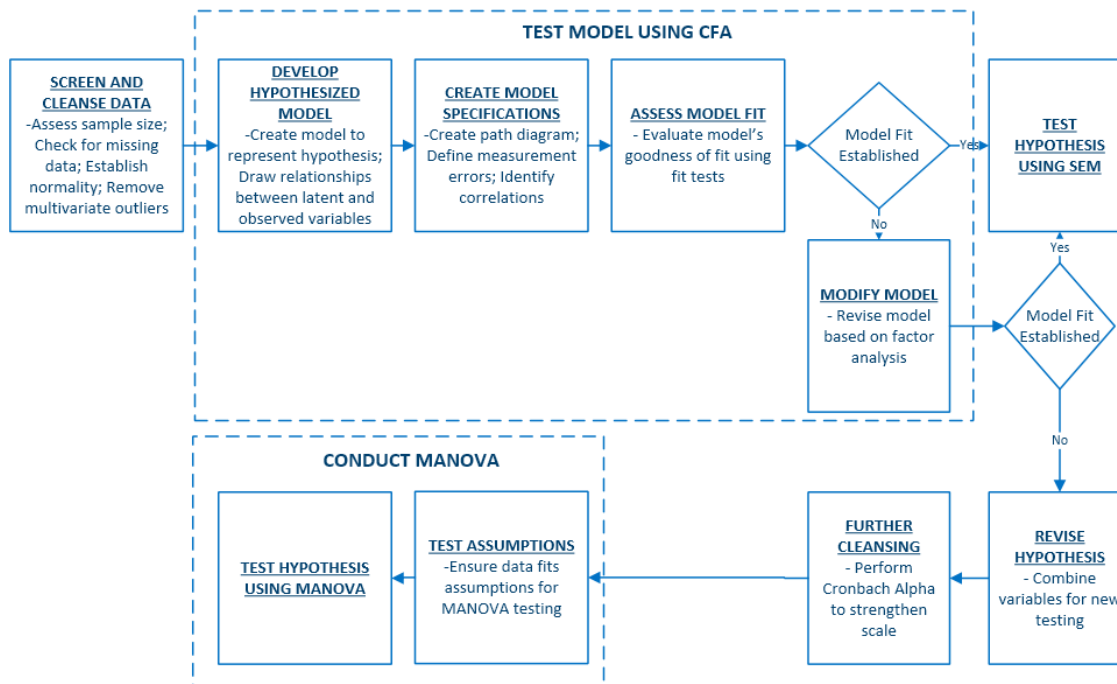 TEST MODEL USING CFA
SCREEN AND
CLEANSE DATA
-Assess sample size;
Check for missing
data; Establish
normality; Remove
multivariate outliers
DEVELOP
HYPOTHESIZED
MODEL
-Create model to
represent hypothesis;
Draw relationships
between latent and
observed variables
CREATE MODEL
SPECIFICATIONS
-Create path diagram;
Define measurement
errors; Identify
correlations
ASSESS MODEL FIT
- Evaluate model's
goodness of fit using
fit tests
Model Fit
Established
Yes
TEST
HYPOTHESIS
USING SEM
No
MODIFY MODEL
- Revise model
based on factor
analysis
Yes
Model Fit
Established
No
CONDUCT MANOVA
TEST HYPOTHESIS
USING MANOVA
TEST ASSUMPTIONS
-Ensure data fits
assumptions for
MANOVA testing
FURTHER
CLEANSING
- Perform
Cronbach Alpha
to strengthen
scale
REVISE
HYPOTHESIS
- Combine
variables for new
testing